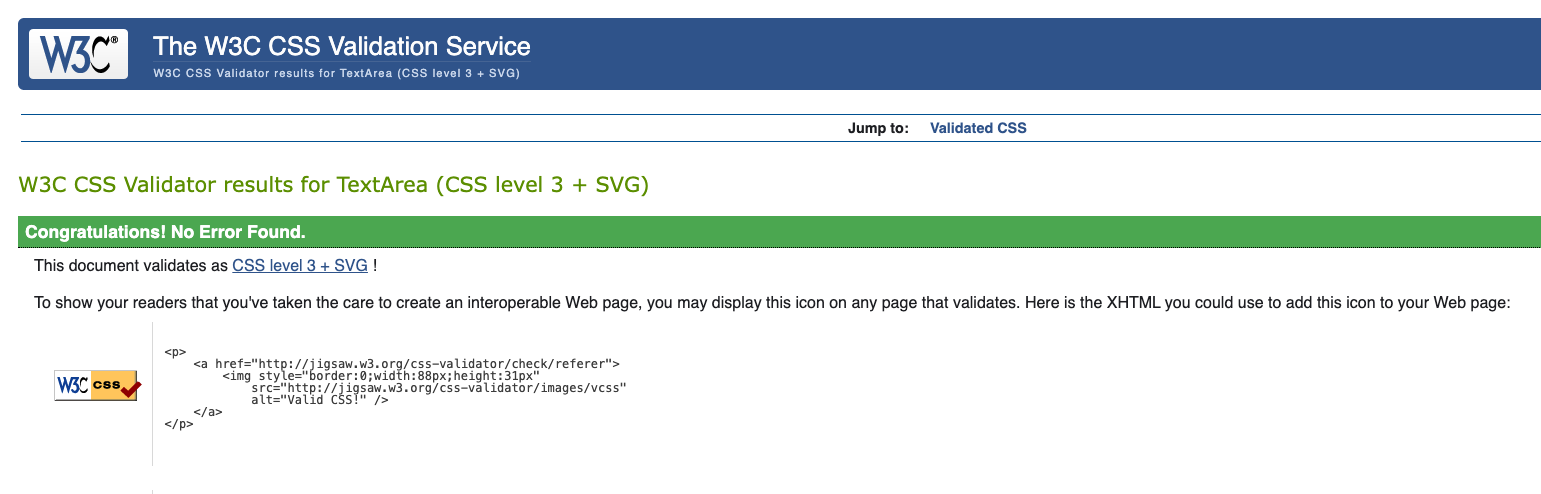 W3C®
The W3C CSS Validation Service
W3C CSS Validator results for TextArea (CSS level 3 + SVG)
Jump to: Validated CSS
W3C CSS Validator results for TextArea (CSS level 3 + SVG)
Congratulations! No Error Found.
This document validates as CSS level 3 + SVG !
To show your readers that you've taken the care to create an interoperable Web page, you may display this icon on any page that validates. Here is the XHTML you could use to add this icon to your Web page:
W3C css
<p>
    <a href="http://jigsaw.w3.org/css-validator/check/referer">
        <img style="border:0;width:88px;height:31px"
            src="http://jigsaw.w3.org/css-validator/images/vcss"
            alt="Valid CSS!" />
    </a>
</p>